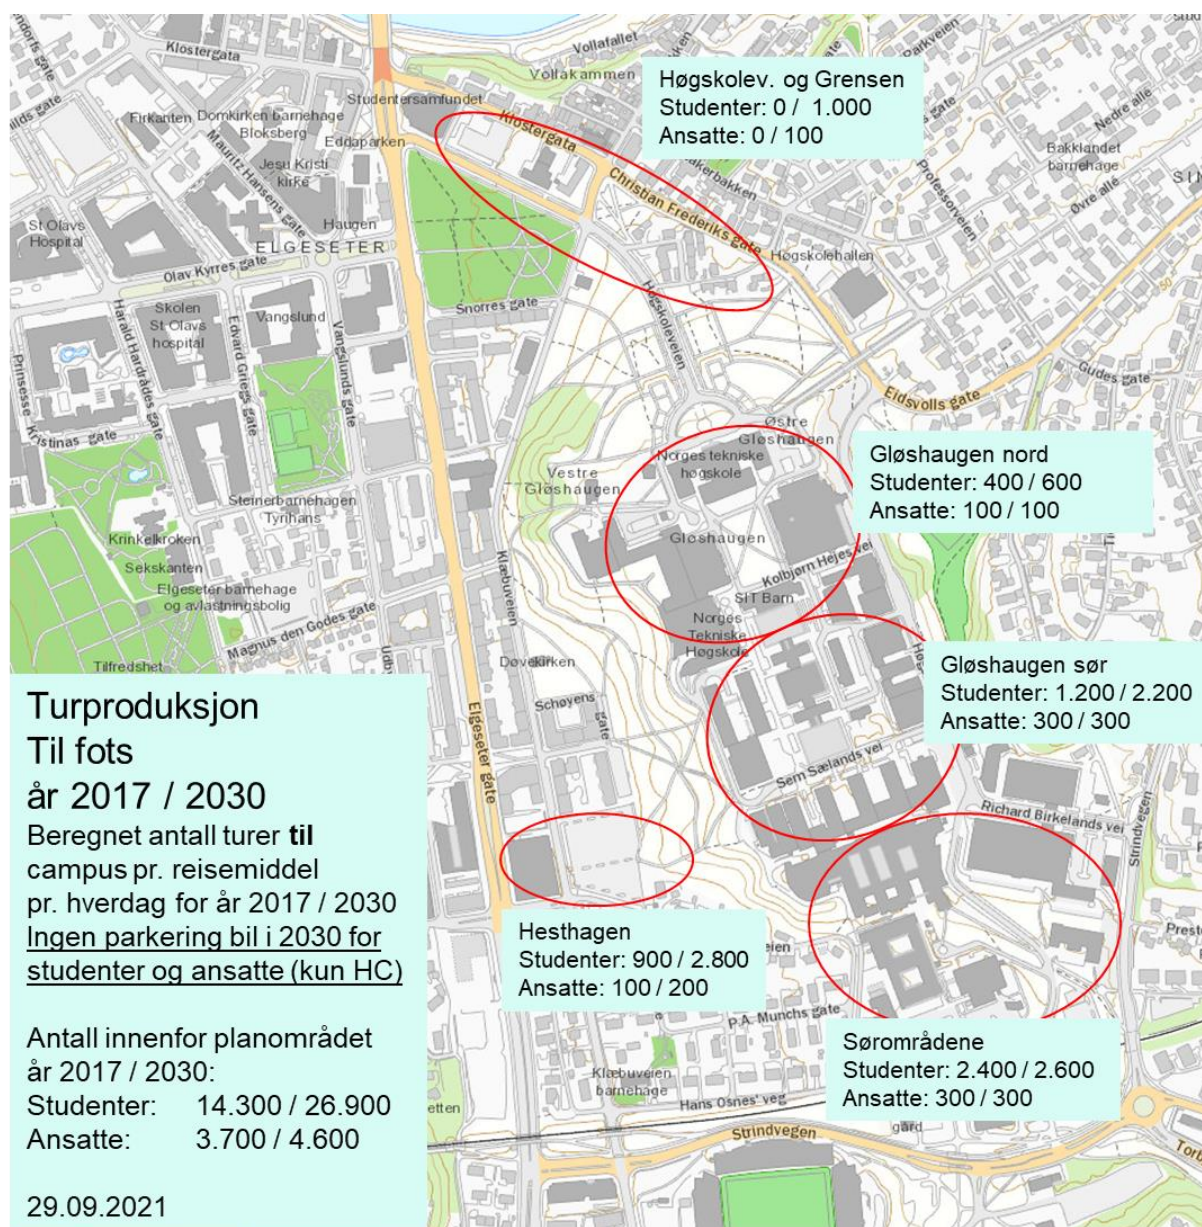 Høgskolev. og Grensen
Studenter: 0 / 1.000
Ansatte: 0 / 100
Gløshaugen nord
Studenter: 400 / 600
Ansatte: 100 / 100
Gløshaugen sør
Studenter: 1.200 / 2.200
Ansatte: 300 / 300
Hesthagen
Studenter: 900 / 2.800
Ansatte: 100 / 200
Sørområdene
Studenter: 2.400 / 2.600
Ansatte: 300 / 300
Turproduksjon
Til fots
år 2017 / 2030
Beregnet antall turer til
campus pr. reisemiddel
pr. hverdag for år 2017 / 2030
Ingen parkering bil i 2030 for
studenter og ansatte (kun HC)
Antall innenfor planområdet
år 2017 / 2030:
Studenter: 14.300 / 26.900
Ansatte: 3.700 / 4.600
29.09.2021
Klostergata
Vollafallet
Vollakammen
Parkveien
Nedre alle
Studentersamfundet
Firkanten
Domkirken barnehage
Bloksberg
Eddaparken
Klostergata
Bakklandet
barnehage
Mauritz Hansens gate
Jesu Kristi
kirke
Christian Frederiks gate
Professorveien
Øvre allé
St Olavs
Hospital
Haugen
ELGESETER
Høgskolehallen
Olav Kyrres gate
Skolen
St Olavs
hospital
Vangslund
Snorres gate
Høgskoleveien
Prinsesse
Kristinas gate
Harald Hardrådes gate
Edvard Griegs gate
Vangslunds gate
Gudes gate
Eidsvolls gate
Østre
Gløshaugen
Norges tekniske
høgskole
Vestre
Gløshaugen
Steinerbarnehagen
Tyrihans
Krinkelkroken
Sekskanten
Gløshaugen
Klæbuveien
Kolbjørn Hejes vei
SIT Barn
Elgeseter barnehage
og avlastningsbolig
Norges
Tekniske
Høgskole
Magnus den Godes gate
Tilfredshet
Døvekirken
Schøyens
gate
Elgeseter gate
Sem Sælands vei
Richard Birkelands vei
Strindvegen
P.A. Munchs gate
Klæbuveien
barnehage
Hans Osnes' veg
gård
Strindvegen